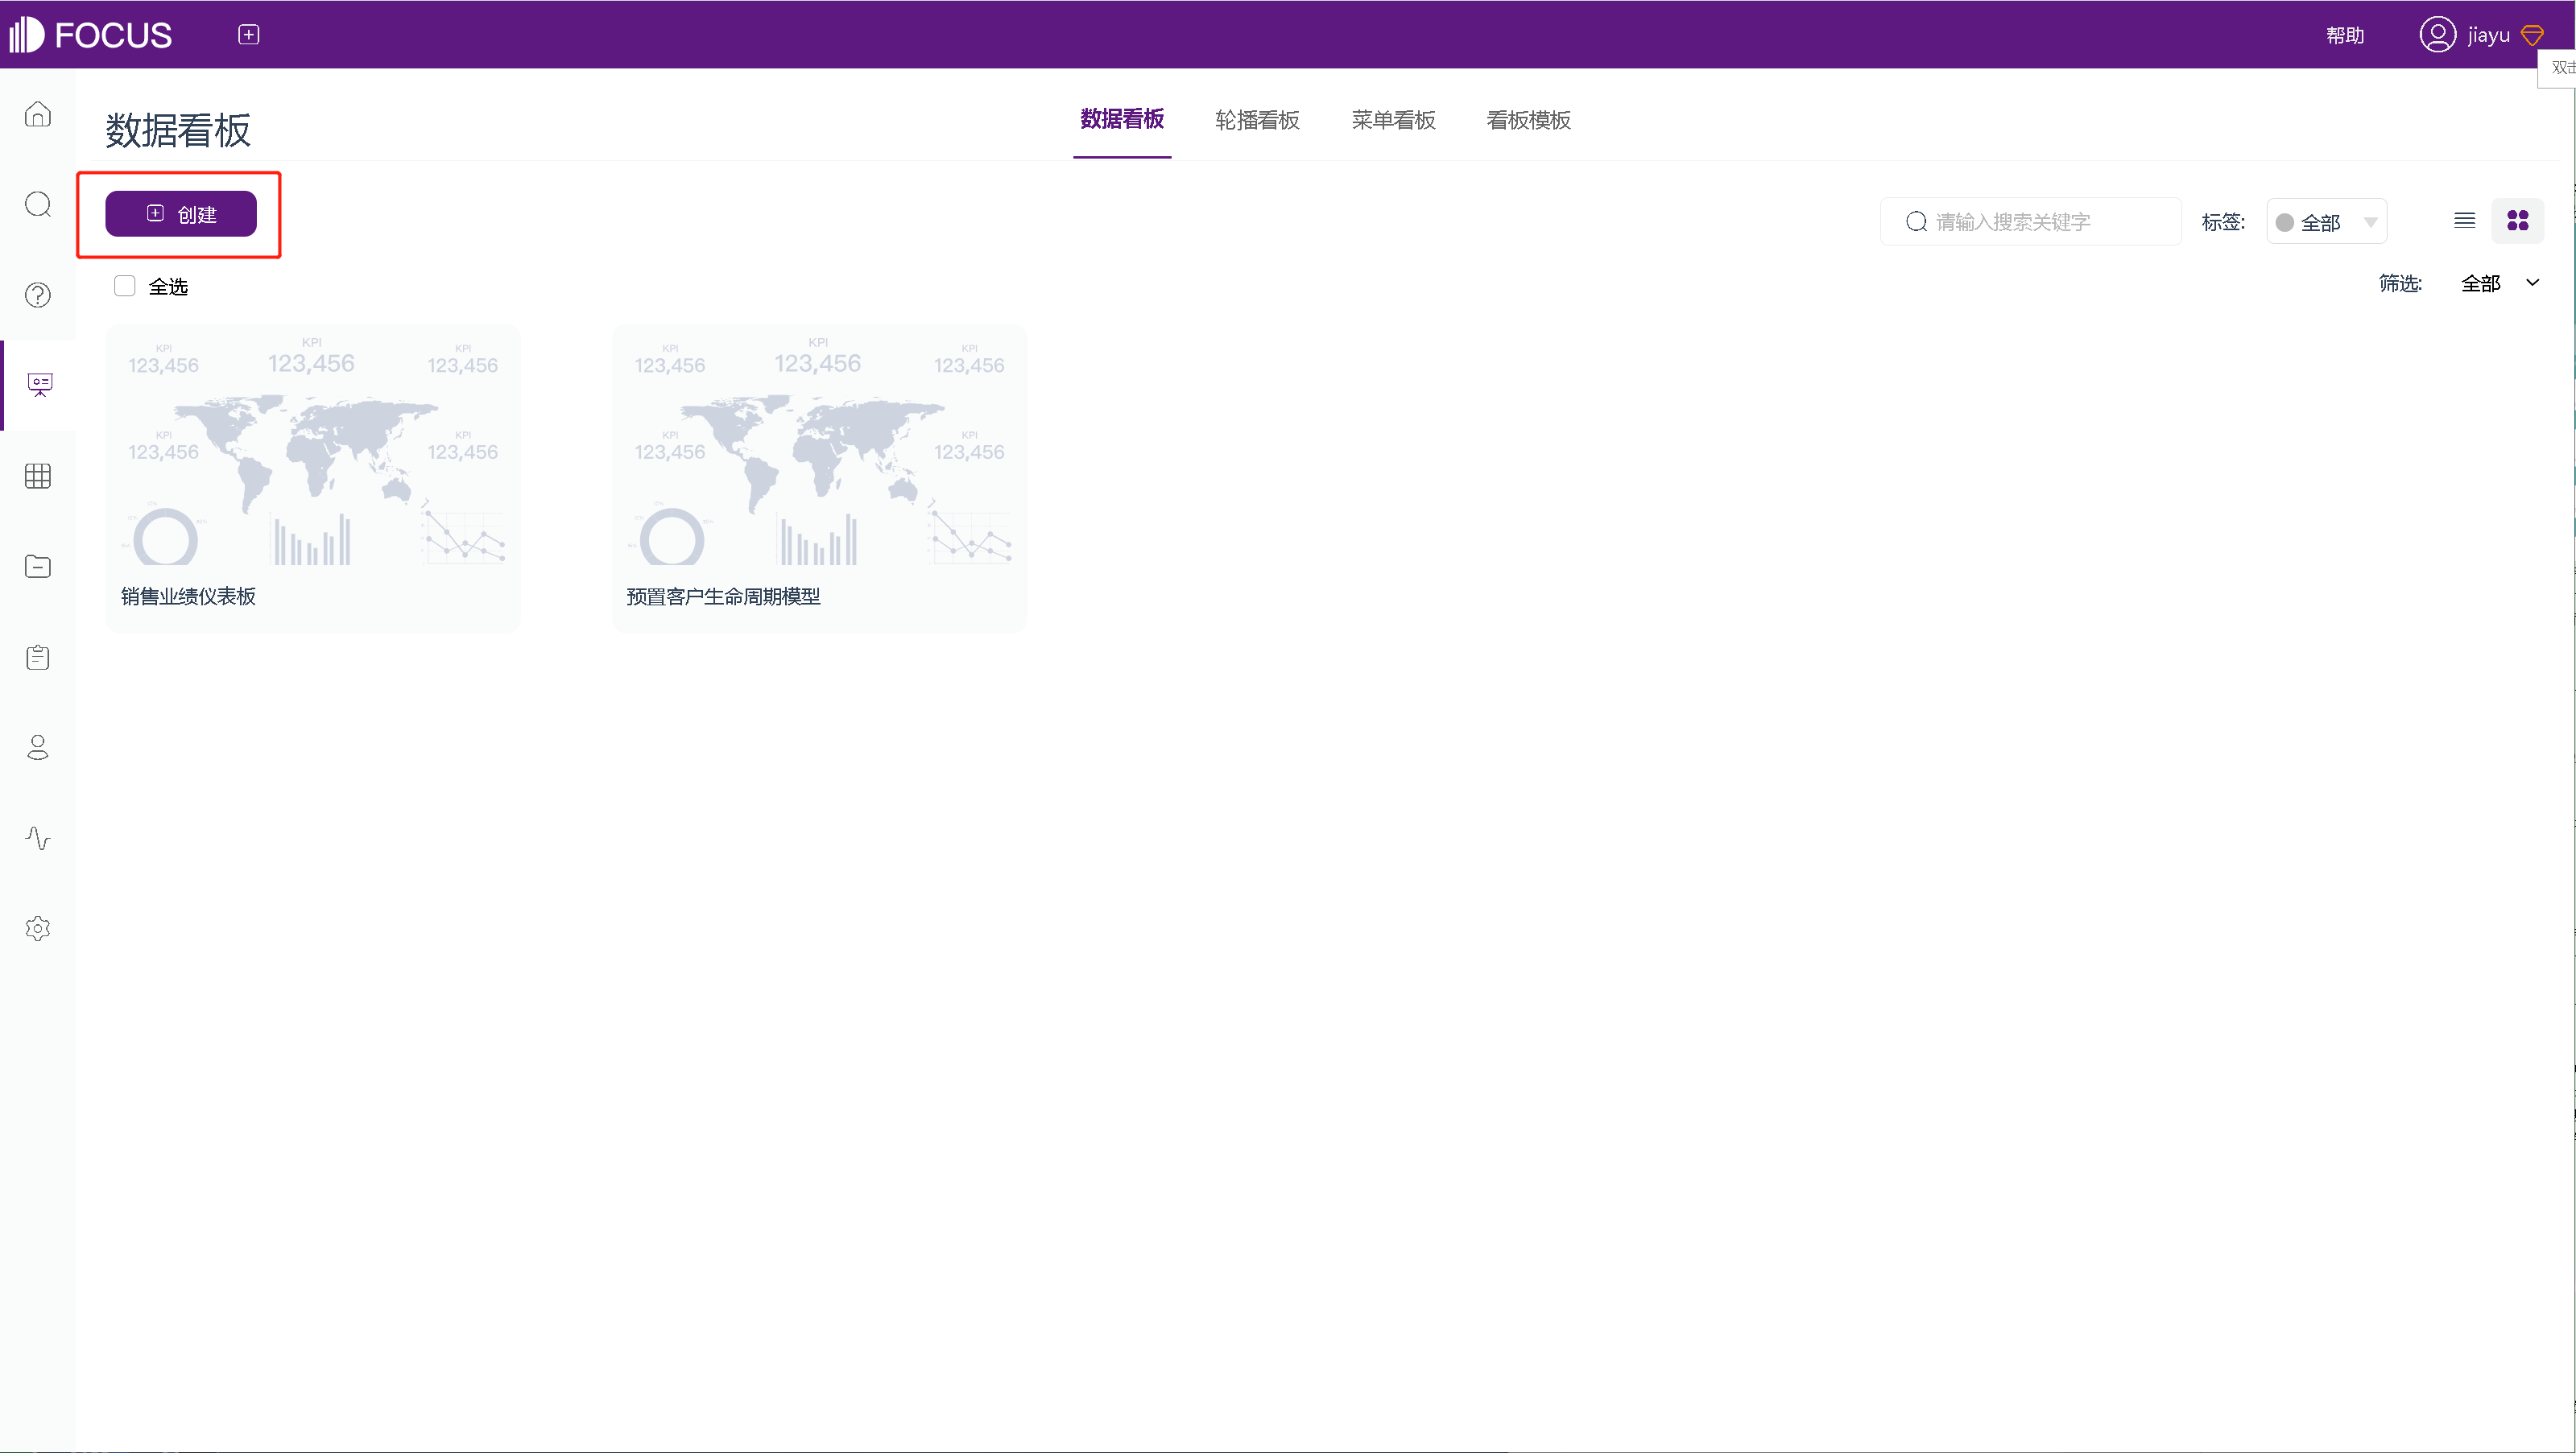 FOCUS
帮助
jiayu
双击
数据看板
数据看板
轮播看板
菜单看板
看板模板
创建
请输入搜索关键字
标签:
全部
全选
筛选:
全部
KPI
123,456
KPI
123,456
KPI
123,456
KPI
123,456
KPI
123,456
销售业绩仪表板
KPI
123,456
KPI
123,456
KPI
123,456
KPI
123,456
KPI
123,456
预置客户生命周期模型